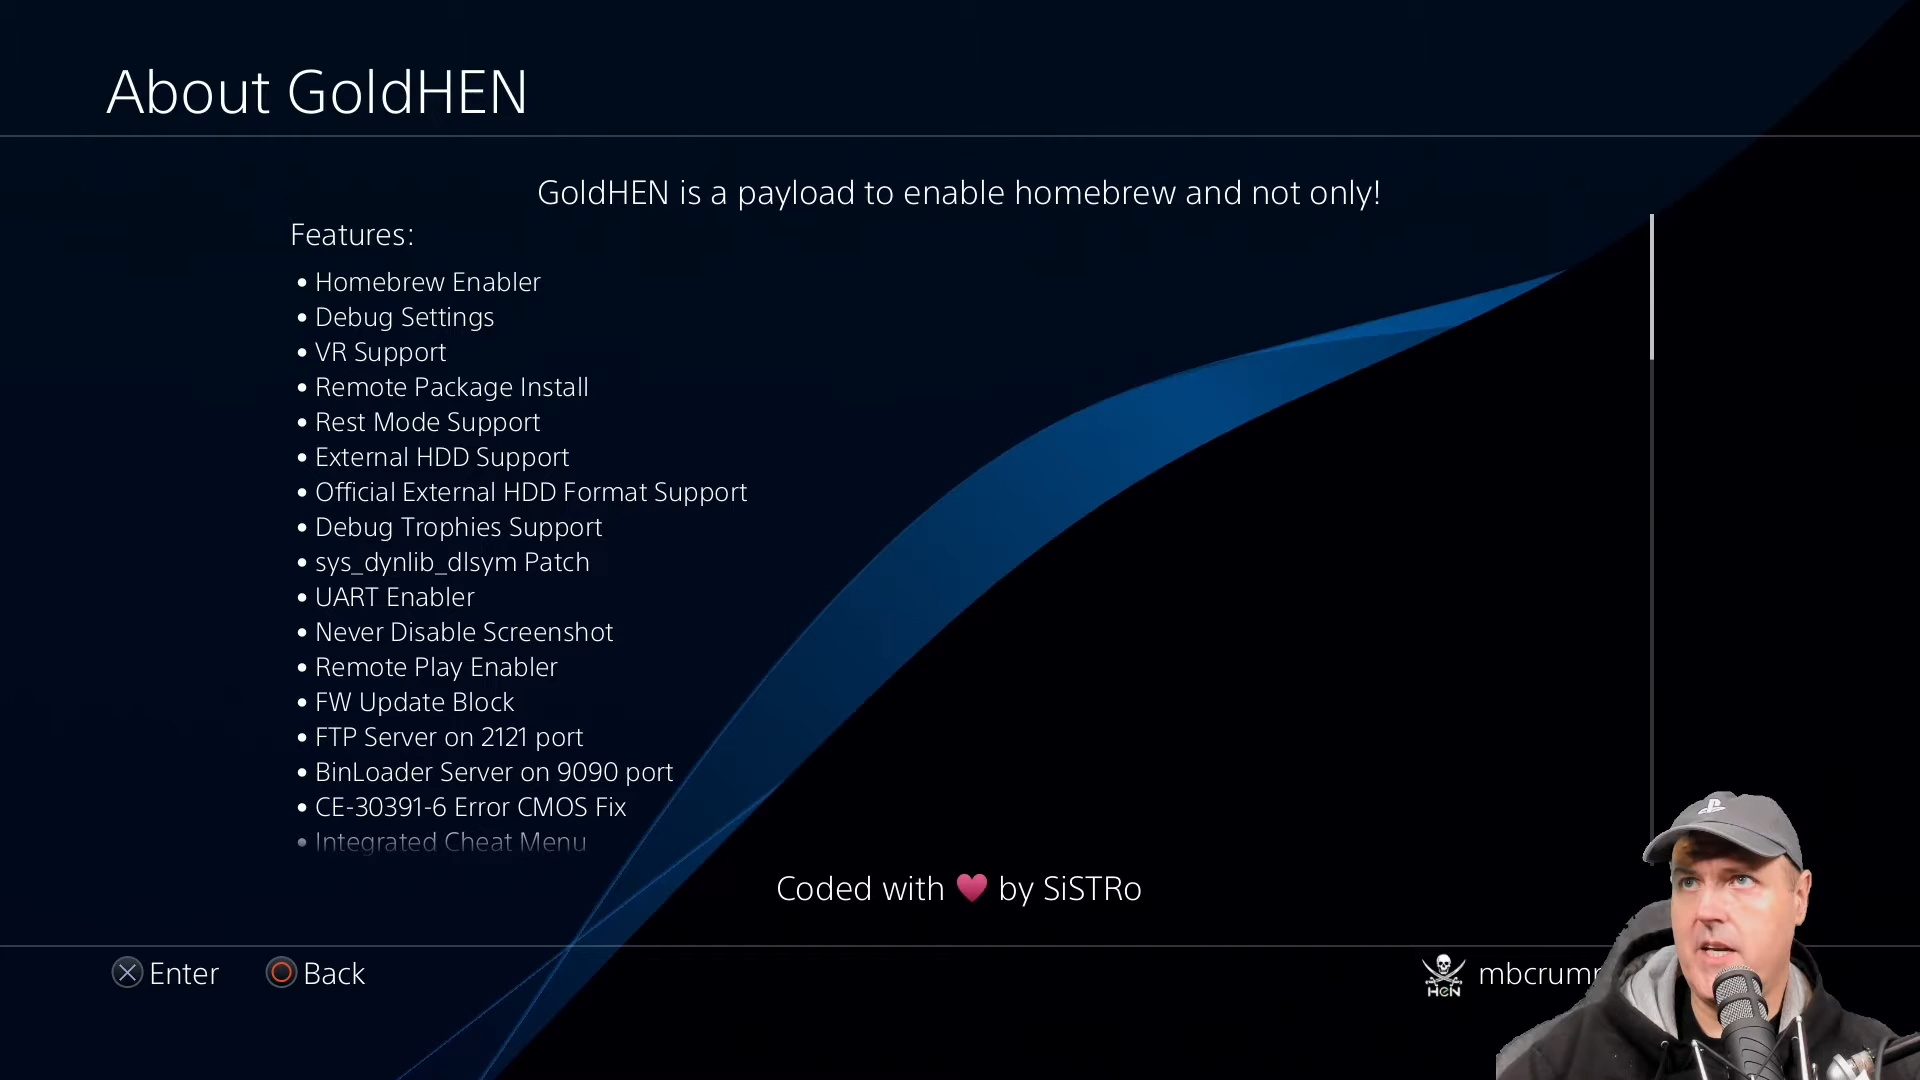 About GoldHEN
GoldHEN is a payload to enable homebrew and not only!
Features:
• Homebrew Enabler
• Debug Settings
• VR Support
• Remote Package Install
• Rest Mode Support
• External HDD Support
• Official External HDD Format Support
• Debug Trophies Support
• sys_dynlib_dlsym Patch
• UART Enabler
• Never Disable Screenshot
• Remote Play Enabler
• FW Update Block
• FTP Server on 2121 port
• BinLoader Server on 9090 port
• CE-30391-6 Error CMOS Fix
• Integrated Cheat Menu
Coded with ♥ by SiSTRo
Enter Back HeN